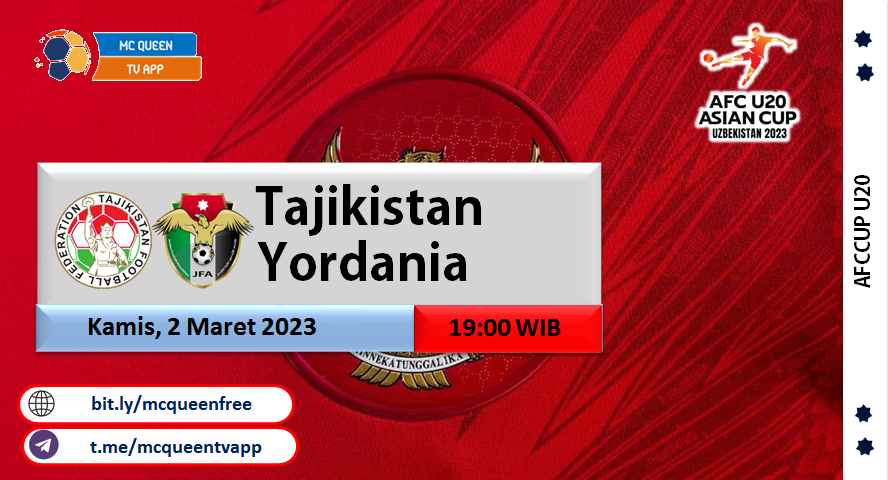 MC QUEEN
TV APP
AFC U20
ASIAN CUP
UZBEKISTAN 2023
TAJIKISTAN FOOTBALL FEDERATION
JFA
Tajikistan
Yordania
Kamis, 2 Maret 2023
19:00 WIB
INNEKATUNGGALIKA
bit.ly/mcqueenfree
t.me/mcqueentvapp
AFCCUP U20